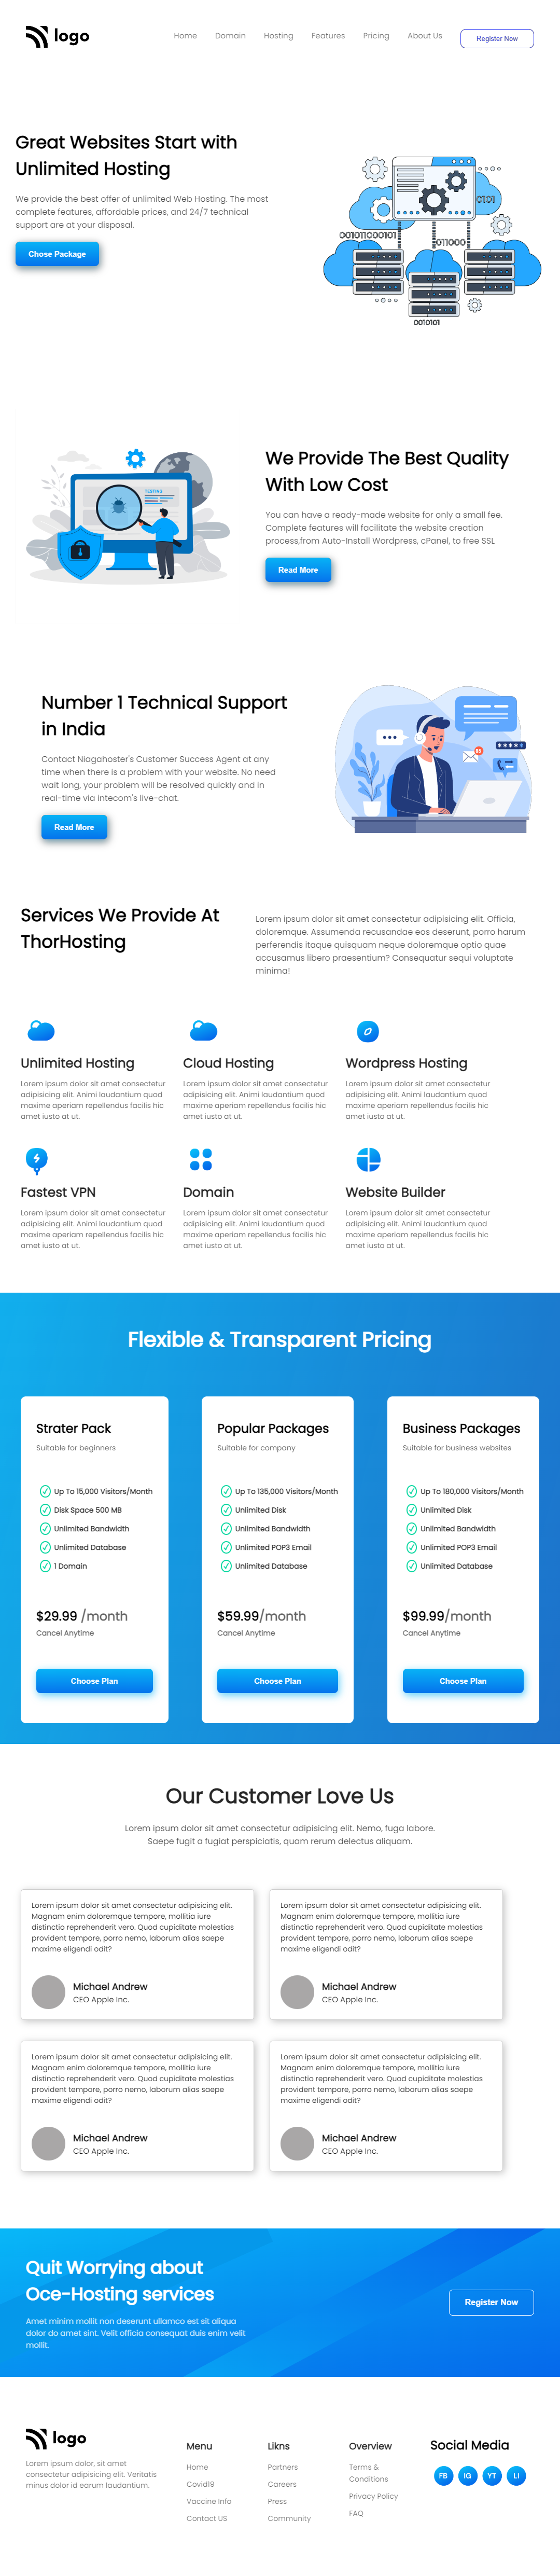 logo
Home Domain Hosting Features Pricing About Us Register Now
Great Websites Start with
Unlimited Hosting
We provide the best offer of unlimited Web Hosting. The most
complete features, affordable prices, and 24/7 technical
support are at your disposal.
Chose Package
0101
001011000101
011000
0010101
TESTING
We Provide The Best Quality
With Low Cost
You can have a ready-made website for only a small fee.
Complete features will facilitate the website creation
process,from Auto-Install Wordpress, cPanel, to free SSL
Read More
Number 1 Technical Support
in India
Contact Niagahoster's Customer Success Agent at any
time when there is a problem with your website. No need
wait long, your problem will be resolved quickly and in
real-time via intecom's live-chat.
Read More
Services We Provide At
ThorHosting
Lorem ipsum dolor sit amet consectetur adipisicing elit. Officia,
doloremque. Assumenda recusandae eos deserunt, porro harum
perferendis itaque quisquam neque doloremque optio quae
accusamus libero praesentium? Consequatur sequi voluptate
minima!
Unlimited Hosting
Lorem ipsum dolor sit amet consectetur
adipisicing elit. Animi laudantium quod
maxime aperiam repellendus facilis hic
amet iusto at ut.
Cloud Hosting
Lorem ipsum dolor sit amet consectetur
adipisicing elit. Animi laudantium quod
maxime aperiam repellendus facilis hic
amet iusto at ut.
Wordpress Hosting
Lorem ipsum dolor sit amet consectetur
adipisicing elit. Animi laudantium quod
maxime aperiam repellendus facilis hic
amet iusto at ut.
Fastest VPN
Lorem ipsum dolor sit amet consectetur
adipisicing elit. Animi laudantium quod
maxime aperiam repellendus facilis hic
amet iusto at ut.
Domain
Lorem ipsum dolor sit amet consectetur
adipisicing elit. Animi laudantium quod
maxime aperiam repellendus facilis hic
amet iusto at ut.
Website Builder
Lorem ipsum dolor sit amet consectetur
adipisicing elit. Animi laudantium quod
maxime aperiam repellendus facilis hic
amet iusto at ut.
Flexible & Transparent Pricing
Strater Pack
Suitable for beginners
Up To 15,000 Visitors/Month
Disk Space 500 MB
Unlimited Bandwidth
Unlimited Database
1 Domain
$29.99 /month
Cancel Anytime
Choose Plan
Popular Packages
Suitable for company
Up To 135,000 Visitors/Month
Unlimited Disk
Unlimited Bandwidth
Unlimited POP3 Email
Unlimited Database
$59.99/month
Cancel Anytime
Choose Plan
Business Packages
Suitable for business websites
Up To 180,000 Visitors/Month
Unlimited Disk
Unlimited Bandwidth
Unlimited POP3 Email
Unlimited Database
$99.99/month
Cancel Anytime
Choose Plan
Our Customer Love Us
Lorem ipsum dolor sit amet consectetur adipisicing elit. Nemo, fuga labore.
Saepe fugit a fugiat perspiciatis, quam rerum delectus aliquam.
Lorem ipsum dolor sit amet consectetur adipisicing elit.
Magnam enim doloremque tempore, mollitia iure
distinctio reprehenderit vero. Quod cupiditate molestias
provident tempore, porro nemo, laborum alias saepe
maxime eligendi odit?
Michael Andrew
CEO Apple Inc.
Lorem ipsum dolor sit amet consectetur adipisicing elit.
Magnam enim doloremque tempore, mollitia iure
distinctio reprehenderit vero. Quod cupiditate molestias
provident tempore, porro nemo, laborum alias saepe
maxime eligendi odit?
Michael Andrew
CEO Apple Inc.
Lorem ipsum dolor sit amet consectetur adipisicing elit.
Magnam enim doloremque tempore, mollitia iure
distinctio reprehenderit vero. Quod cupiditate molestias
provident tempore, porro nemo, laborum alias saepe
maxime eligendi odit?
Michael Andrew
CEO Apple Inc.
Lorem ipsum dolor sit amet consectetur adipisicing elit.
Magnam enim doloremque tempore, mollitia iure
distinctio reprehenderit vero. Quod cupiditate molestias
provident tempore, porro nemo, laborum alias saepe
maxime eligendi odit?
Michael Andrew
CEO Apple Inc.
Quit Worrying about
Oce-Hosting services
Amet minim mollit non deserunt ullamco est sit aliqua
dolor do amet sint. Velit officia consequat duis enim velit
mollit.
Register Now
logo
Lorem ipsum dolor, sit amet
consectetur adipisicing elit. Veritatis
minus dolor id earum laudantium.
Menu
Home
Covid19
Vaccine Info
Contact US
Likns
Partners
Careers
Press
Community
Overview
Terms &
Conditions
Privacy Policy
FAQ
Social Media
FB IG YT LI